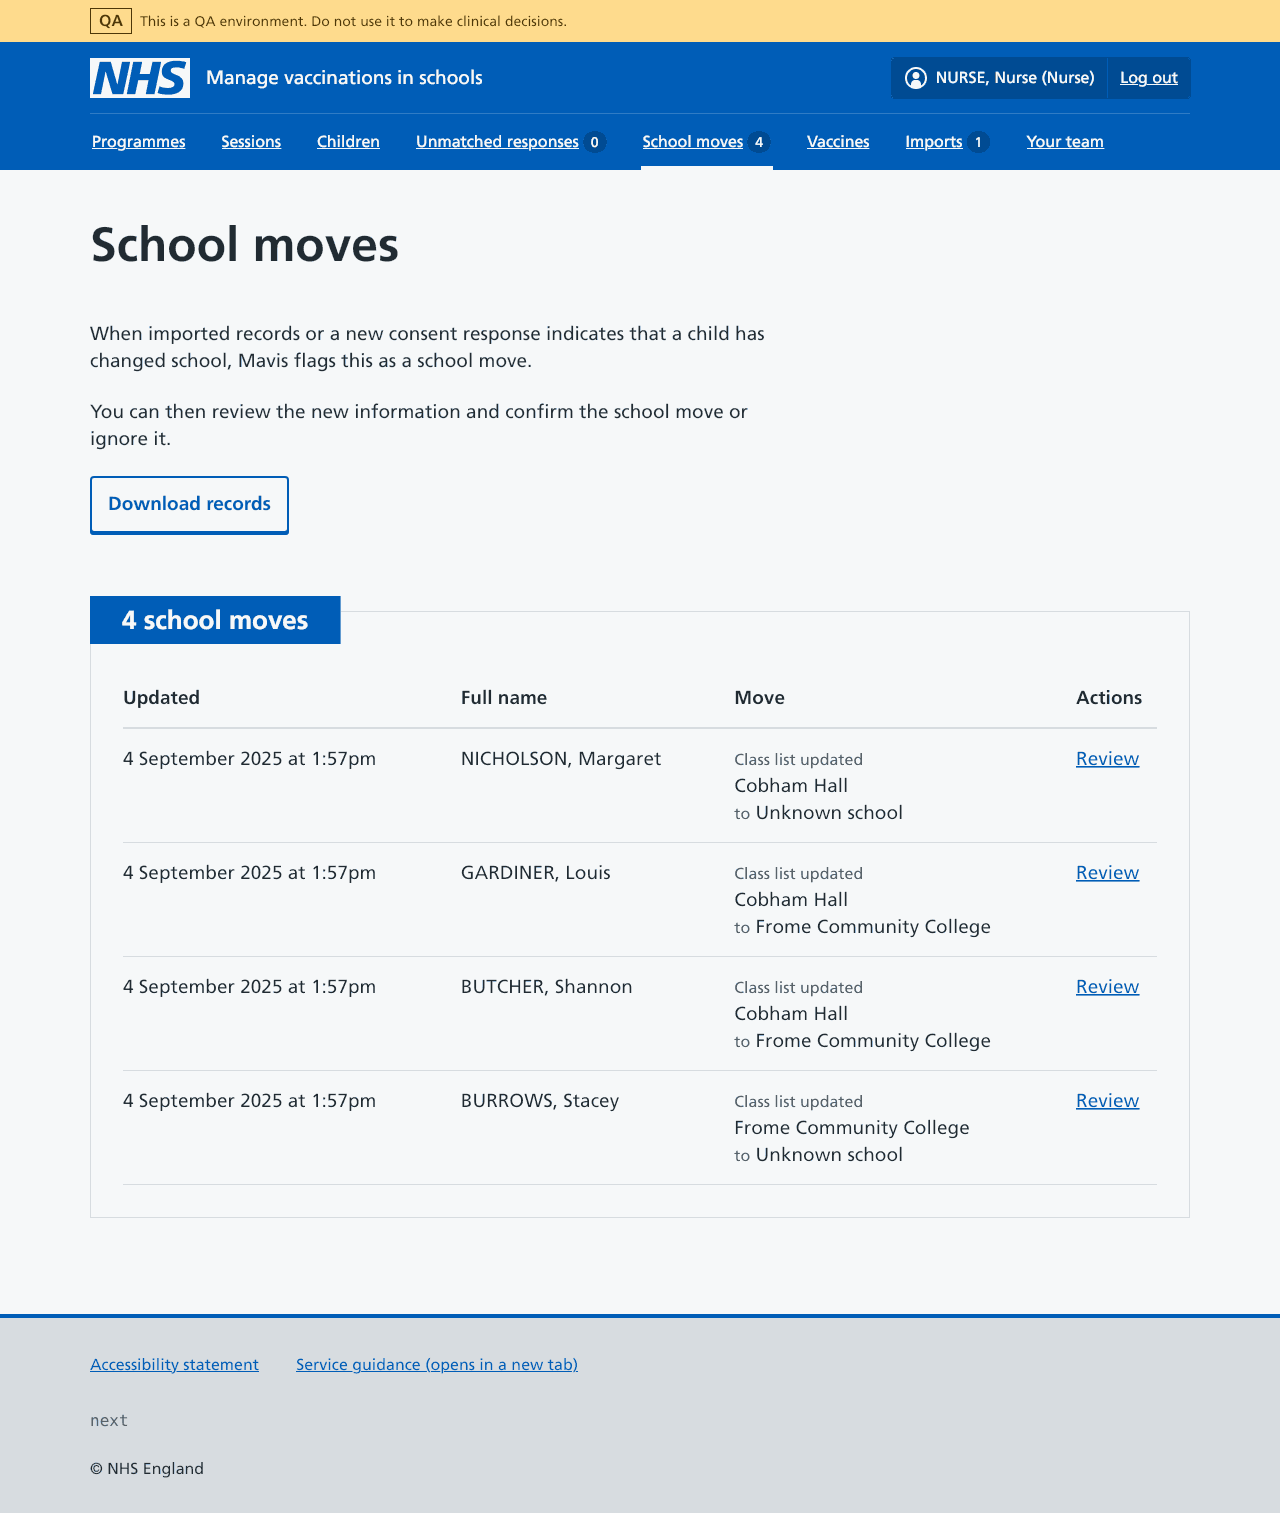 QA This is a QA environment. Do not use it to make clinical decisions.
NHS Manage vaccinations in schools NURSE, Nurse (Nurse) Log out
Programmes Sessions Children Unmatched responses 0 School moves 4 Vaccines Imports 1 Your team
School moves
When imported records or a new consent response indicates that a child has
changed school, Mavis flags this as a school move.
You can then review the new information and confirm the school move or
ignore it.
Download records
4 school moves
Updated Full name Move Actions
4 September 2025 at 1:57pm NICHOLSON, Margaret Class list updated Review
Cobham Hall
to Unknown school
4 September 2025 at 1:57pm GARDINER, Louis Class list updated Review
Cobham Hall
to Frome Community College
4 September 2025 at 1:57pm BUTCHER, Shannon Class list updated Review
Cobham Hall
to Frome Community College
4 September 2025 at 1:57pm BURROWS, Stacey Class list updated Review
Frome Community College
to Unknown school
Accessibility statement Service guidance (opens in a new tab)
next
© NHS England